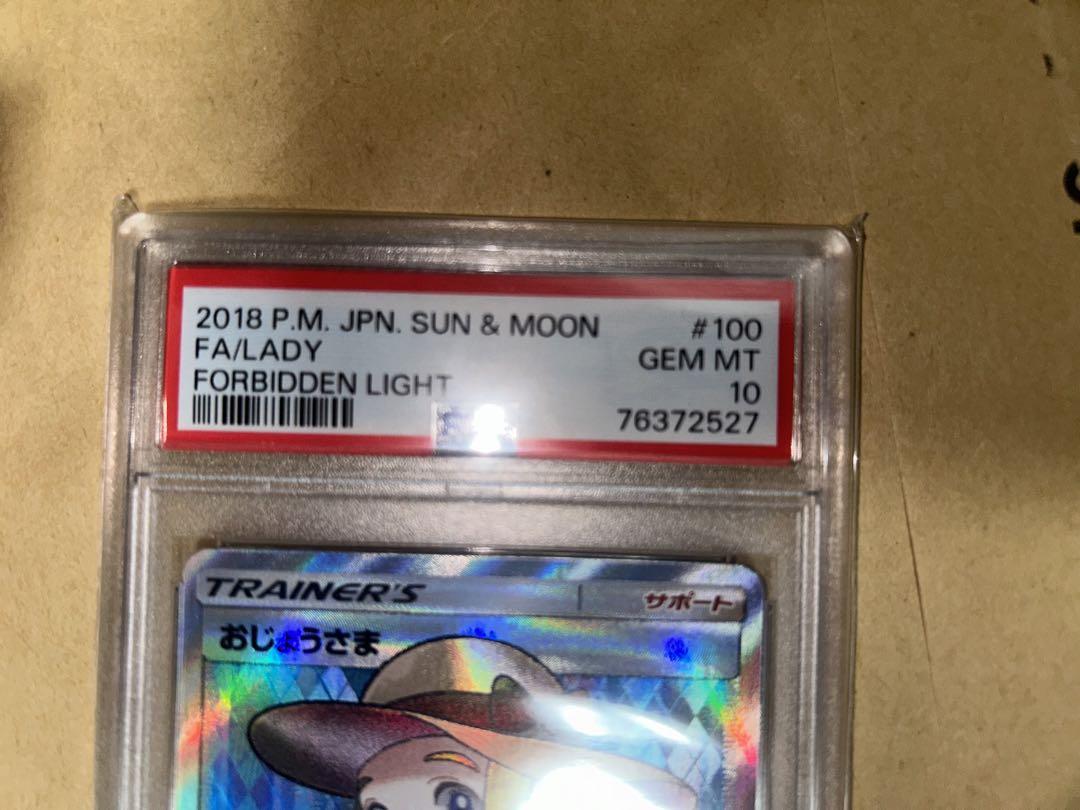 2018 P.M. JPN. SUN & MOON #100
FA/LADY GEM MT
FORBIDDEN LIGHT 10
76372527
TRAINER'S サポート
おじょうさま